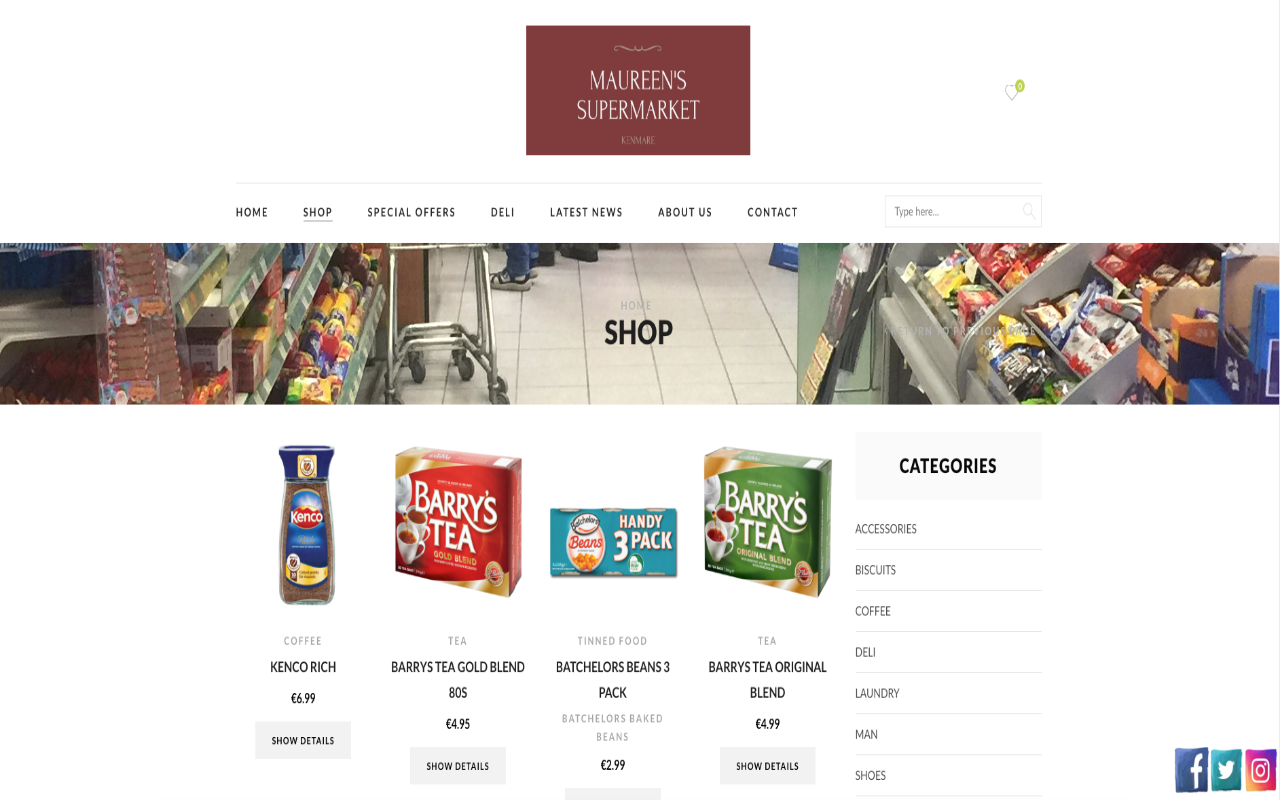 MAUREEN'S
SUPERMARKET
KENMARE
0
HOME
SHOP
SPECIAL OFFERS
DELI
LATEST NEWS
ABOUT US
CONTACT
Type here...
HOME
SHOP
RETURN TO PREVIOUS PAGE
Kenco
BARRY'S
TEA
GOLD BLEND
Batchelors
Beans
HANDY
3 PACK
BARRY'S
TEA
ORIGINAL
BLEND
CATEGORIES
ACCESSORIES
BISCUITS
COFFEE
DELI
LAUNDRY
MAN
SHOES
COFFEE
KENCO RICH
€6.99
SHOW DETAILS
TEA
BARRYS TEA GOLD BLEND
80S
€4.95
SHOW DETAILS
TINNED FOOD
BATCHELORS BEANS 3
PACK
BATCHELORS BAKED
BEANS
€2.99
TEA
BARRYS TEA ORIGINAL
BLEND
€4.99
SHOW DETAILS